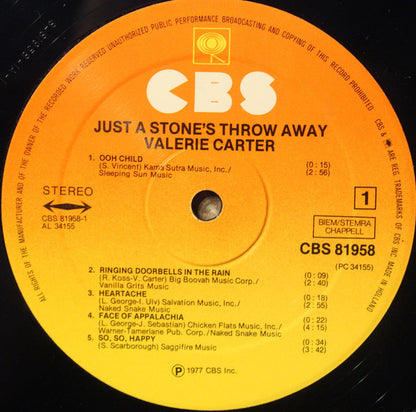 ALL RIGHTS OF THE MANUFACTURER AND OF THE OWNER OF THE RECORDED WORK RESERVED UNAUTHORIZED PUBLIC PERFORMANCE BROADCASTING AND COPYING OF THIS RECORD PROHIBITED
CBS & ARE REG. TRADEMARKS OF CBS INC. MADE IN HOLLAND
CBS
JUST A STONE'S THROW AWAY
VALERIE CARTER
1. OOH CHILD (0 : 15)
(S. Vincent) Kama Sutra Music, Inc./ (2 : 56)
Sleeping Sun Music
STEREO
1
CBS 81958-1
AL 34155
BIEM/STEMRA
CHAPPELL
CBS 81958
(PC 34155)
2. RINGING DOORBELLS IN THE RAIN (0 : 09)
(R. Koss-V. Carter) Big Boovah Music Corp./ 2 : 40)
Vanilla Grits Music
3. HEARTACHE (0 : 18)
(L. George-I. Ulv) Salvation Music, Inc./ (2 : 55)
Naked Snake Music
4. FACE OF APPALACHIA (0 : 22)
(L. George-J. Sebastian) Chicken Flats Music, Inc./ ( 4 : 15)
Warner-Tamerlane Pub. Corp./ Naked Snake Music
5. SO, SO, HAPPY (0 : 34)
(S. Scarborough) Saggifire Music (3 : 42)
Ⓟ 1977 CBS Inc.